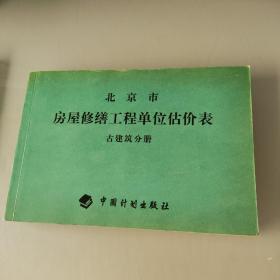 北京市
房屋修缮工程单位估价表
古建筑分册
中国计划出版社